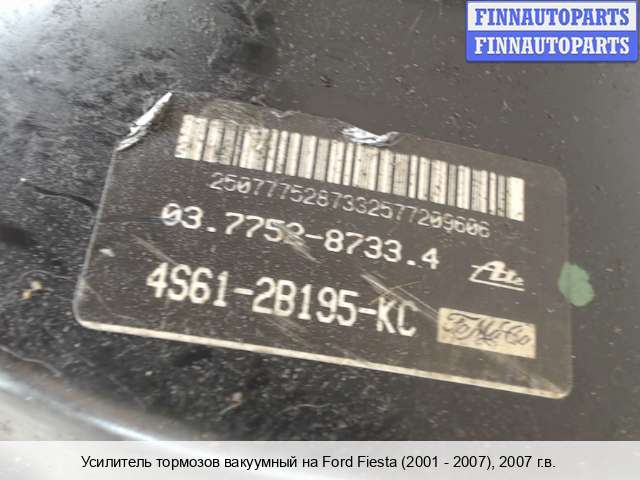 FINNAUTOPARTS
FINNAUTOPARTS
2507775287332577209606
03.7752-8733.4
Ate
4S61-2B195-KC
FoMoCo
Усилитель тормозов вакуумный на Ford Fiesta (2001 - 2007), 2007 г.в.